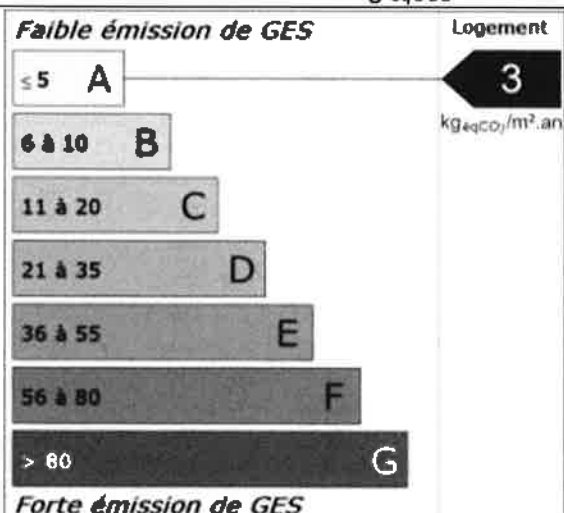 Faible émission de GES
Logement
≤ 5 A
3
kgéqCO2/m².an
6 à 10 B
11 à 20 C
21 à 35 D
36 à 55 E
56 à 80 F
> 80 G
Forte émission de GES